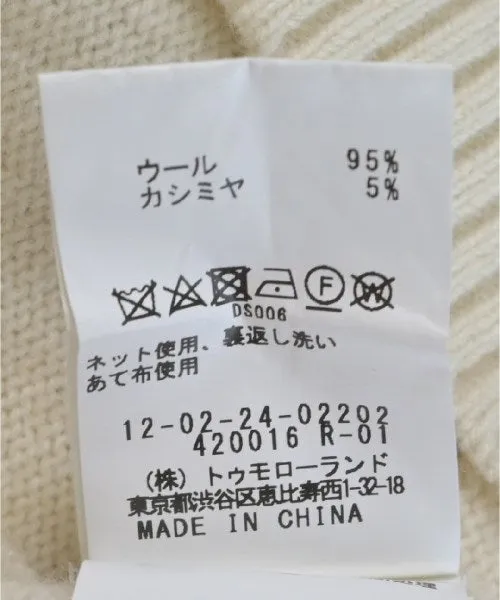 ウール 95%
カシミヤ 5%
F W
DS006
ネット使用、裏返し洗い
あて布使用
12-02-24-02202
420016 R-01
(株)トゥモローランド
東京都渋谷区恵比寿西1-32-18
MADE IN CHINA